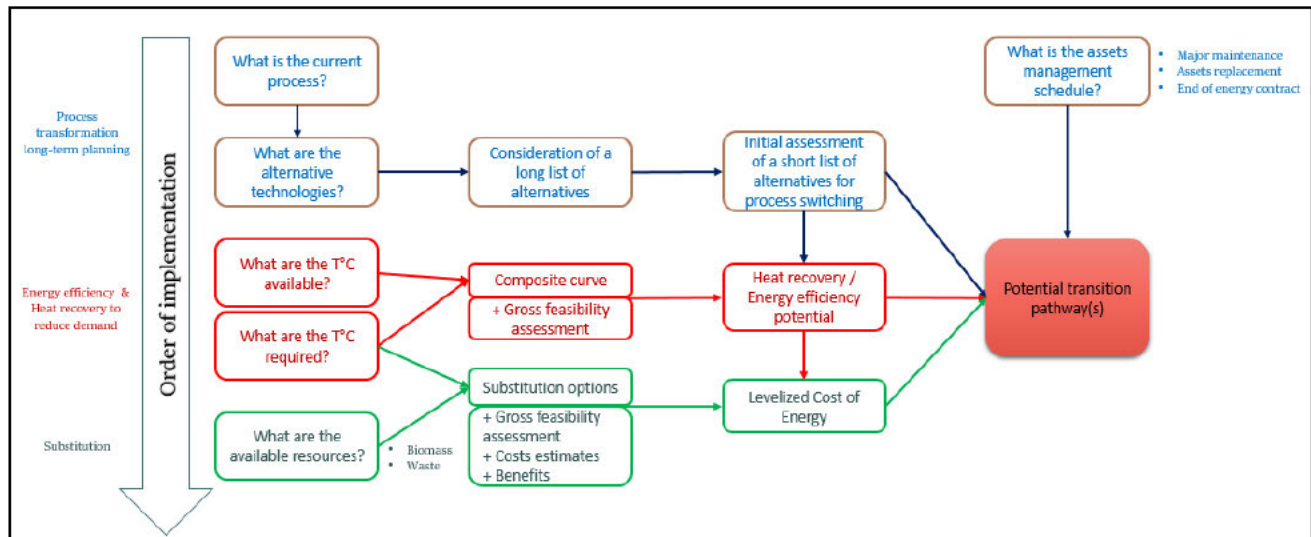 Order of implementation
Process
transformation
long-term planning
Energy efficiency &
Heat recovery to
reduce demand
Substitution
What is the current
process?
What are the
alternative
technologies?
Consideration of a
long list of
alternatives
Initial assessment
of a short list of
alternatives for
process switching
What is the assets
management
schedule?
• Major maintenance
• Assets replacement
• End of energy contract
What are the T°C
available?
What are the T°C
required?
Composite curve
+ Gross feasibility
assessment
Heat recovery /
Energy efficiency
potential
Potential transition
pathway(s)
What are the
available resources?
• Biomass
• Waste
Substitution options
+ Gross feasibility
assessment
+ Costs estimates
+ Benefits
Levelized Cost of
Energy